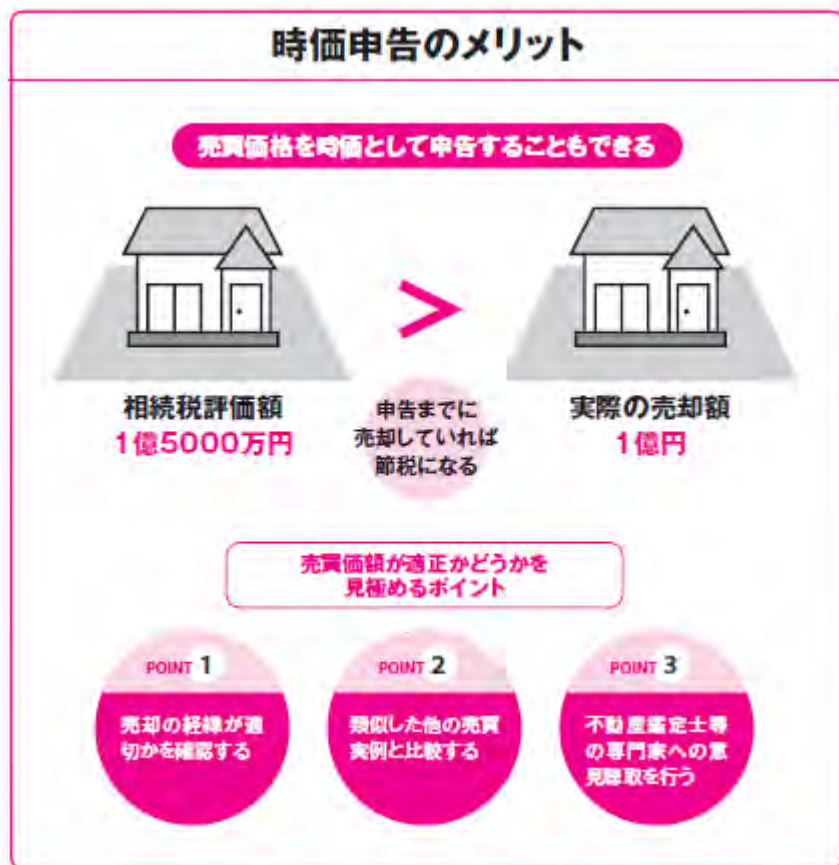 時価申告のメリット
売買価格を時価として申告することもできる
>
相続税評価額
1億5000万円
申告までに
売却していれば
節税になる
実際の売却額
1億円
売買価額が適正かどうかを
見極めるポイント
POINT 1
売却の経緯が適
切かを確認する
POINT 2
類似した他の売買
実例と比較する
POINT 3
不動産鑑定士等
の専門家への意
見聴取を行う